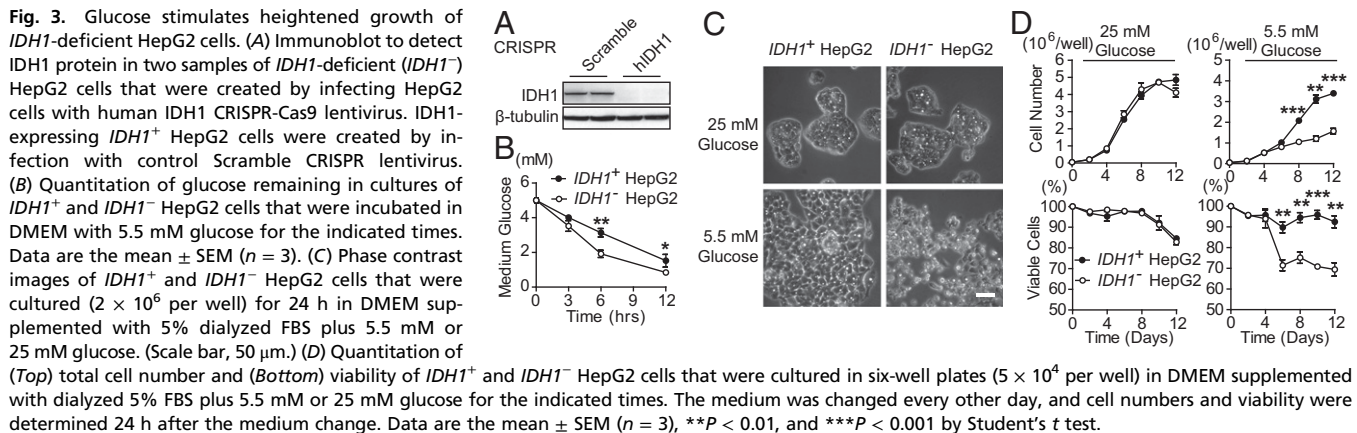 Fig. 3. Glucose stimulates heightened growth of
IDH1-deficient HepG2 cells. (A) Immunoblot to detect
IDH1 protein in two samples of IDH1-deficient (IDH1⁻)
HepG2 cells that were created by infecting HepG2
cells with human IDH1 CRISPR-Cas9 lentivirus. IDH1-
expressing IDH1⁺ HepG2 cells were created by in-
fection with control Scramble CRISPR lentivirus.
(B) Quantitation of glucose remaining in cultures of
IDH1⁺ and IDH1⁻ HepG2 cells that were incubated in
DMEM with 5.5 mM glucose for the indicated times.
Data are the mean ± SEM (n = 3). (C) Phase contrast
images of IDH1⁺ and IDH1⁻ HepG2 cells that were
cultured (2 × 10⁶ per well) for 24 h in DMEM sup-
plemented with 5% dialyzed FBS plus 5.5 mM or
25 mM glucose. (Scale bar, 50 μm.) (D) Quantitation of
(Top) total cell number and (Bottom) viability of IDH1⁺ and IDH1⁻ HepG2 cells that were cultured in six-well plates (5 × 10⁴ per well) in DMEM supplemented
with dialyzed 5% FBS plus 5.5 mM or 25 mM glucose for the indicated times. The medium was changed every other day, and cell numbers and viability were
determined 24 h after the medium change. Data are the mean ± SEM (n = 3), **P < 0.01, and ***P < 0.001 by Student's t test.
A
CRISPR
Scramble
hIDH1
IDH1
β-tubulin
B
(mM)
6
4
2
0
Medium Glucose
IDH1⁺ HepG2
IDH1⁻ HepG2
**
*
0 3 6 9 12
Time (hrs)
C
IDH1⁺ HepG2
IDH1⁻ HepG2
25 mM
Glucose
5.5 mM
Glucose
D
25 mM
(10⁶/well) Glucose
6
5
4
3
2
1
0
Cell Number
5.5 mM
(10⁶/well) Glucose
5
4
3
2
1
0
***
**
***
(%)
100
90
80
70
60
50
Viable Cells
IDH1⁺ HepG2
IDH1⁻ HepG2
0 4 8 12
Time (Days)
(%)
100
90
80
70
60
50
**
**
***
**
0 2 4 6 8 10 12
Time (Days)